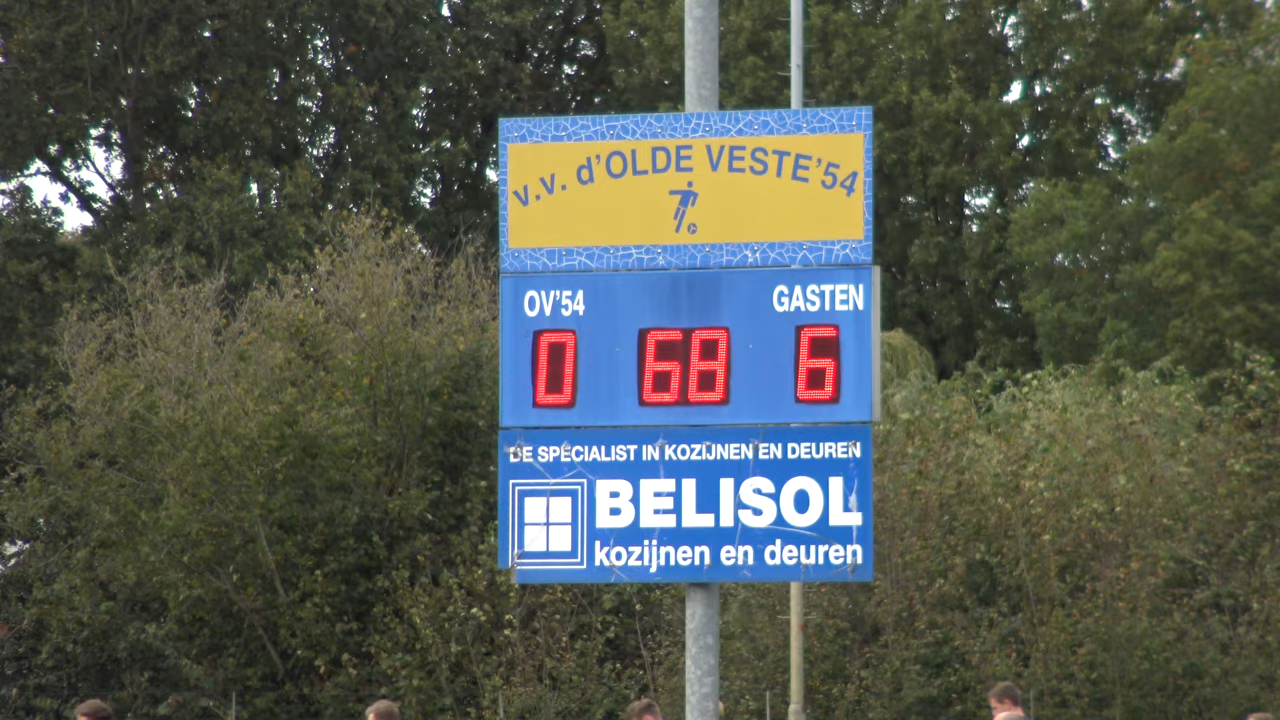 v.v. d'OLDE VESTE'54
OV'54 GASTEN
0 68 6
DE SPECIALIST IN KOZIJNEN EN DEUREN
BELISOL
kozijnen en deuren